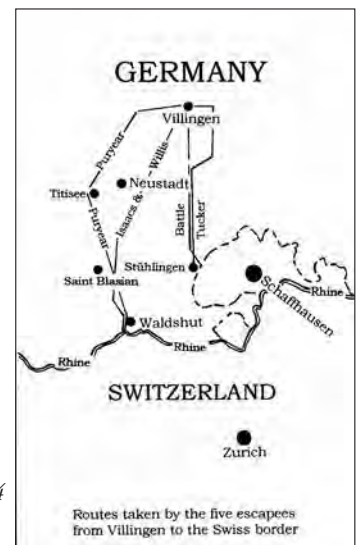 GERMANY
Villingen
Puryear
Willis
Isaacs &
Neustadt
Titisee
Puryear
Battle
Tucker
Stühlingen
Saint Blasian
Schaffhausen
Rhine
Waldshut
Rhine
Rhine
SWITZERLAND
Zurich
Routes taken by the five escapees
from Villingen to the Swiss border